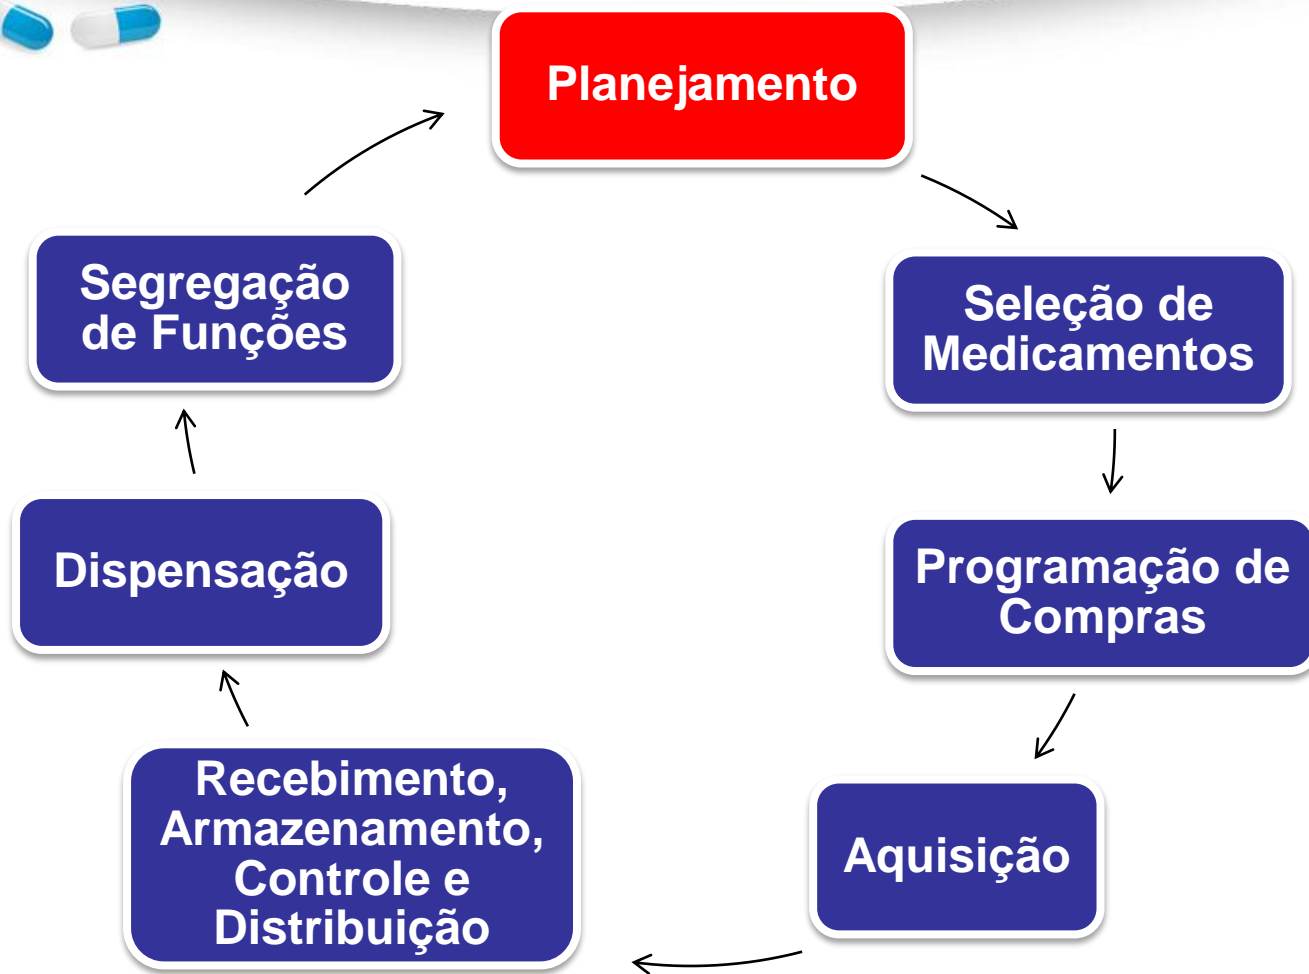 Planejamento
Seleção de
Medicamentos
Programação de
Compras
Aquisição
Recebimento,
Armazenamento,
Controle e
Distribuição
Dispensação
Segregação
de Funções